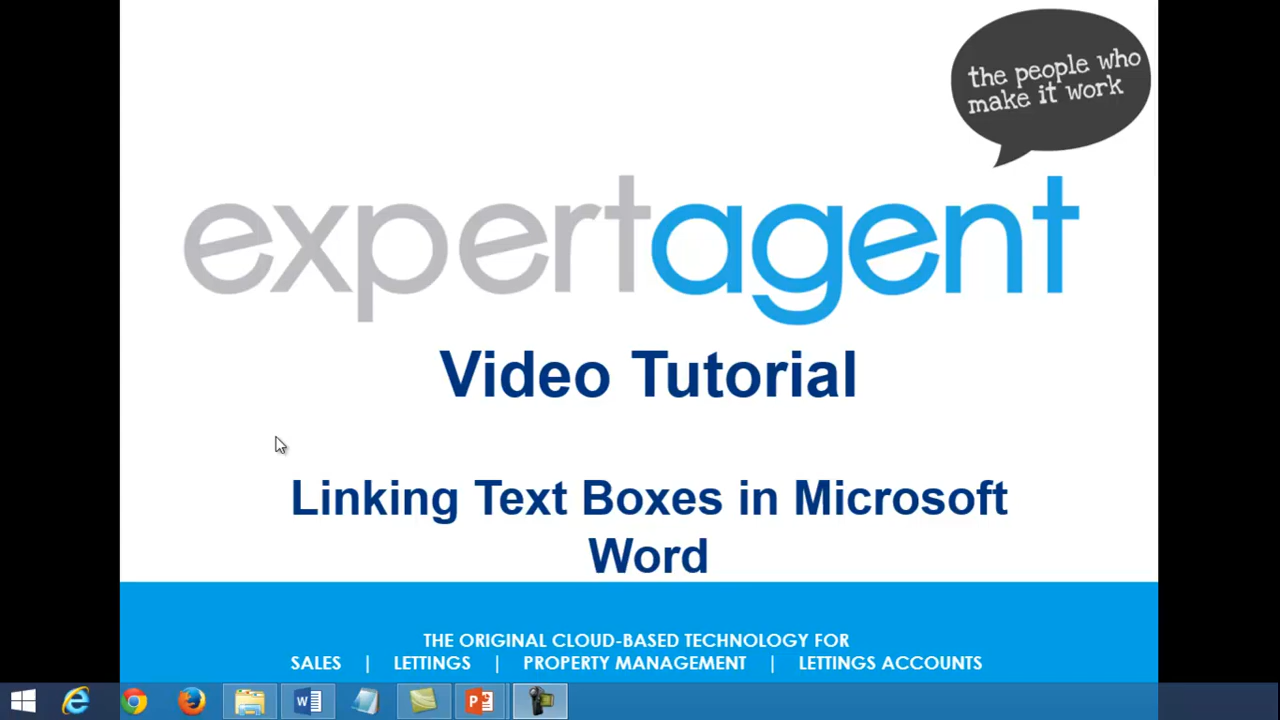 the people who
make it work
expertagent
Video Tutorial
Linking Text Boxes in Microsoft
Word
THE ORIGINAL CLOUD-BASED TECHNOLOGY FOR
SALES | LETTINGS | PROPERTY MANAGEMENT | LETTINGS ACCOUNTS